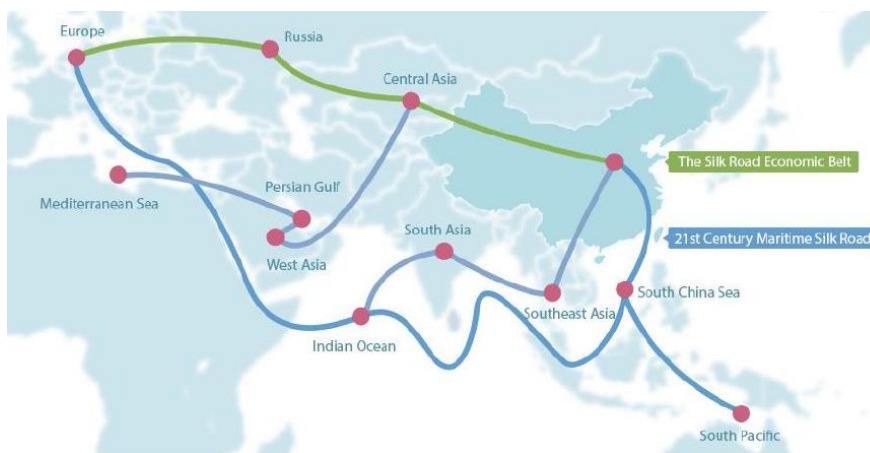 Europe
Russia
Central Asia
The Silk Road Economic Belt
Persian Gulf
Mediterranean Sea
South Asia
21st Century Maritime Silk Road
West Asia
South China Sea
Southeast Asia
Indian Ocean
South Pacific